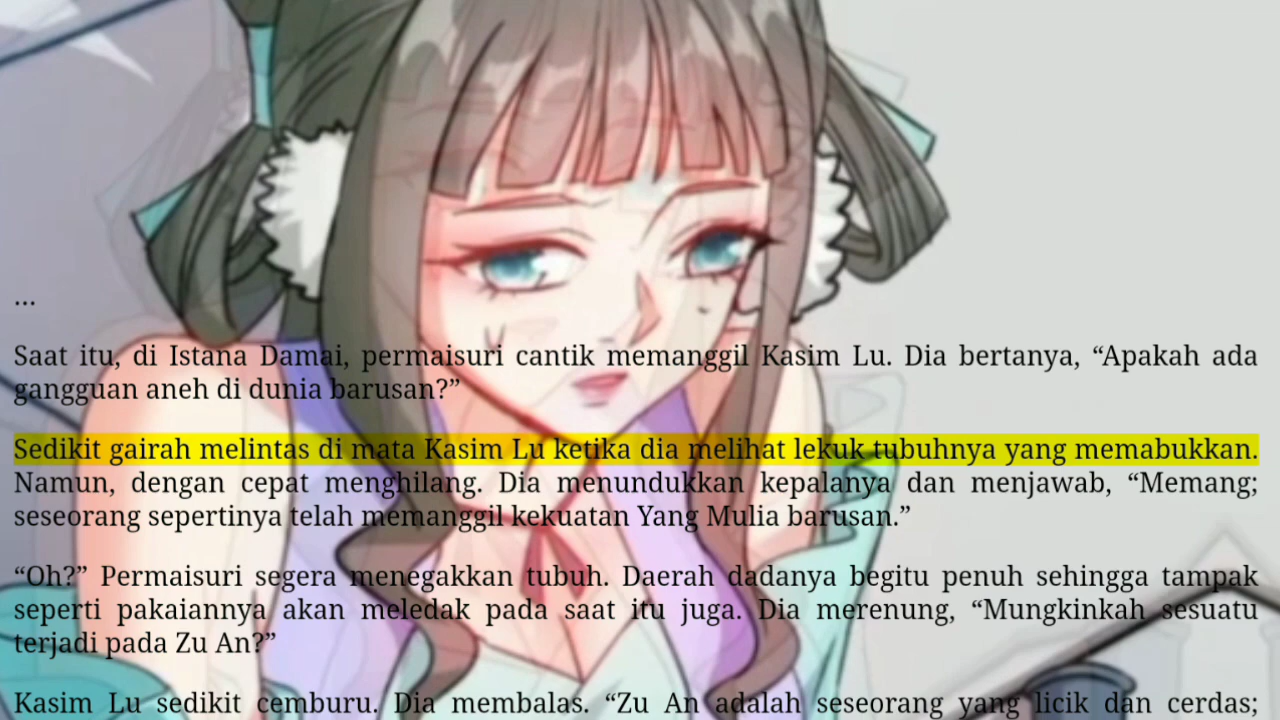 ...
Saat itu, di Istana Damai, permaisuri cantik memanggil Kasim Lu. Dia bertanya, “Apakah ada
gangguan aneh di dunia barusan?”
Sedikit gairah melintas di mata Kasim Lu ketika dia melihat lekuk tubuhnya yang memabukkan.
Namun, dengan cepat menghilang. Dia menundukkan kepalanya dan menjawab, “Memang;
seseorang sepertinya telah memanggil kekuatan Yang Mulia barusan.”
“Oh?” Permaisuri segera menegakkan tubuh. Daerah dadanya begitu penuh sehingga tampak
seperti pakaiannya akan meledak pada saat itu juga. Dia merenung, “Mungkinkah sesuatu
terjadi pada Zu An?”
Kasim Lu sedikit cemburu. Dia membalas. “Zu An adalah seseorang yang licik dan cerdas;